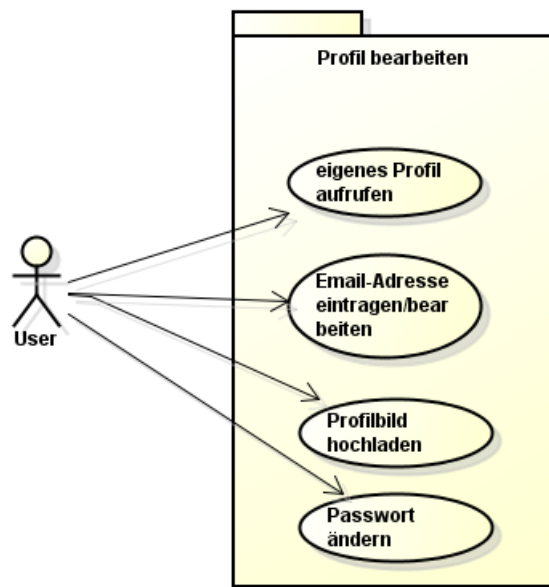 Profil bearbeiten
eigenes Profil
aufrufen
Email-Adresse
eintragen/bear
beiten
User
Profilbild
hochladen
Passwort
ändern